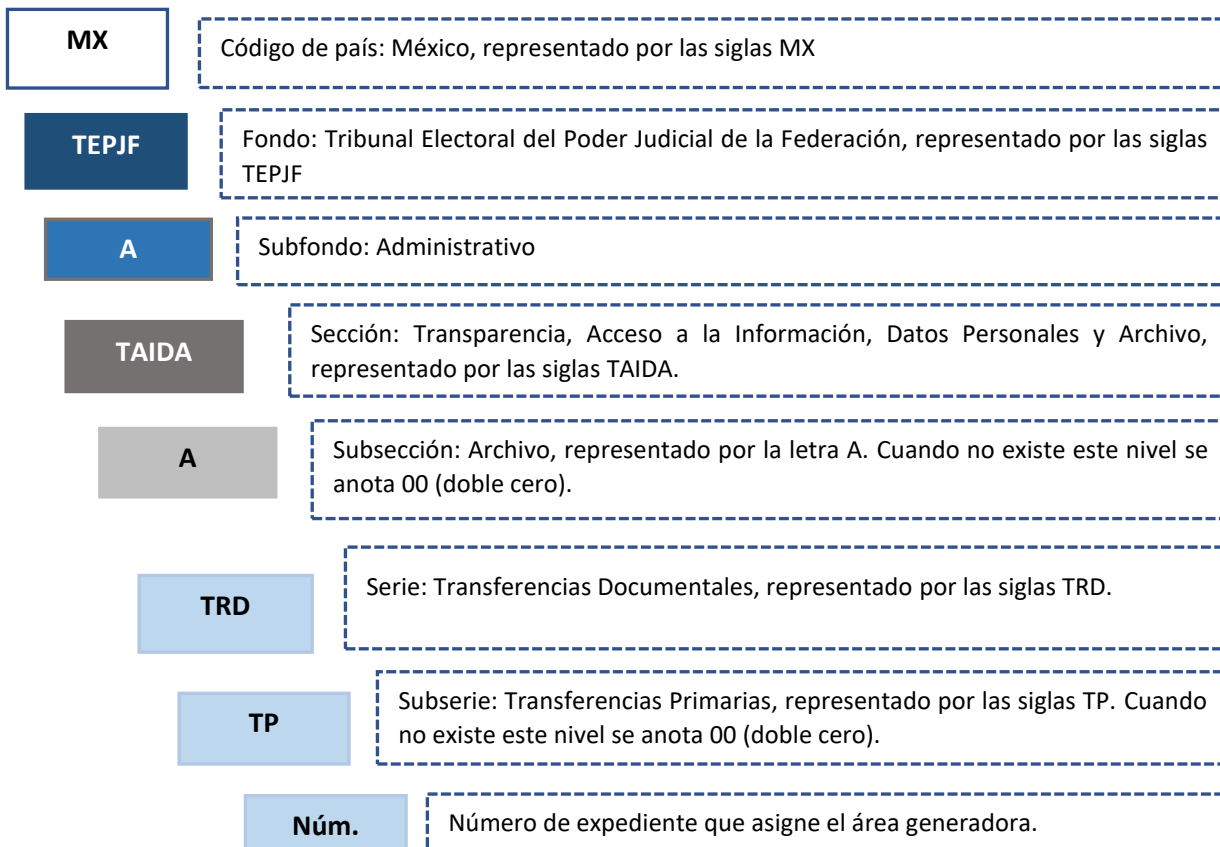 MX
Código de país: México, representado por las siglas MX
TEPJF
Fondo: Tribunal Electoral del Poder Judicial de la Federación, representado por las siglas
TEPJF
A
Subfondo: Administrativo
TAIDA
Sección: Transparencia, Acceso a la Información, Datos Personales y Archivo,
representado por las siglas TAIDA.
A
Subsección: Archivo, representado por la letra A. Cuando no existe este nivel se
anota 00 (doble cero).
TRD
Serie: Transferencias Documentales, representado por las siglas TRD.
TP
Subserie: Transferencias Primarias, representado por las siglas TP. Cuando
no existe este nivel se anota 00 (doble cero).
Núm.
Número de expediente que asigne el área generadora.